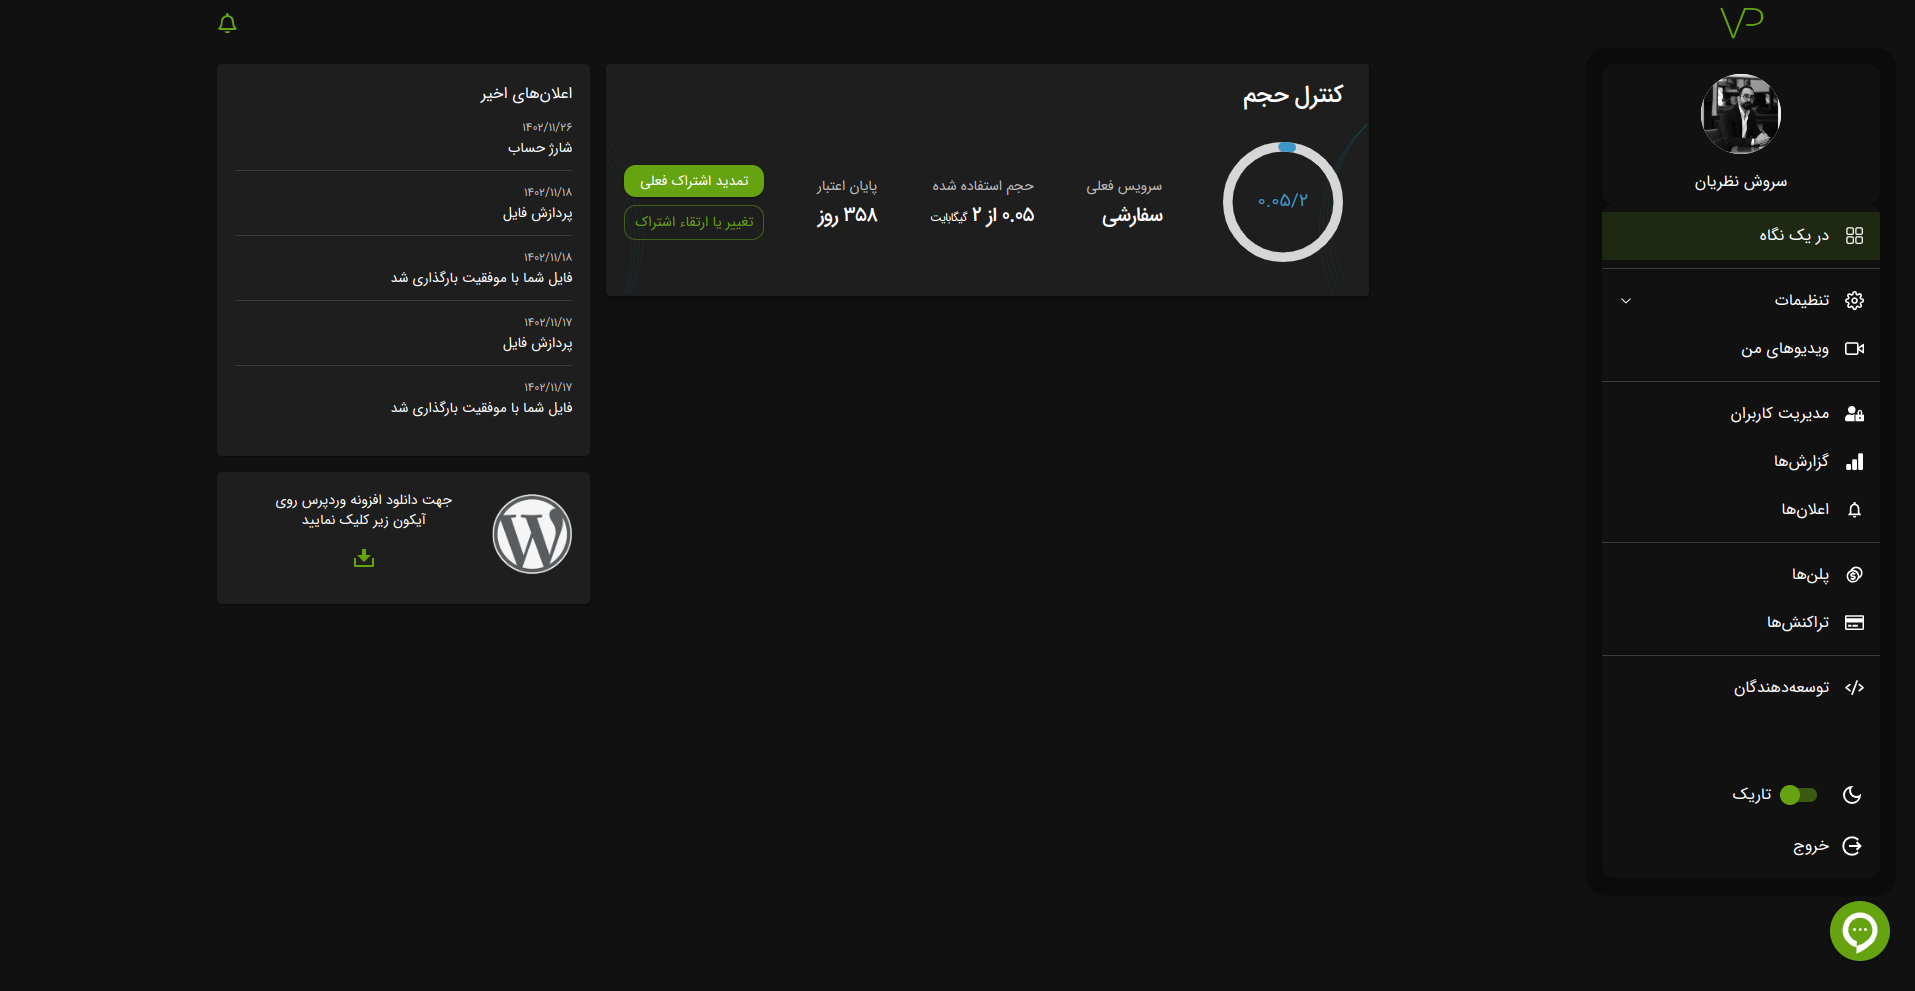 VP
سروش نظریان
در یک نگاه
تنظیمات
ویدیوهای من
مدیریت کاربران
گزارش‌ها
اعلان‌ها
پلن‌ها
تراکنش‌ها
توسعه‌دهندگان
تاریک
خروج
کنترل حجم
۰.۰۵/۲
سرویس فعلی
سفارشی
حجم استفاده شده
۰.۰۵ از ۲ گیگابایت
پایان اعتبار
۳۵۸ روز
تمدید اشتراک فعلی
تغییر یا ارتقاء اشتراک
اعلان‌های اخیر
۱۴۰۲/۱۱/۲۶
شارژ حساب
۱۴۰۲/۱۱/۱۸
پردازش فایل
۱۴۰۲/۱۱/۱۸
فایل شما با موفقیت بارگذاری شد
۱۴۰۲/۱۱/۱۷
پردازش فایل
۱۴۰۲/۱۱/۱۷
فایل شما با موفقیت بارگذاری شد
جهت دانلود افزونه وردپرس روی
آیکون زیر کلیک نمایید